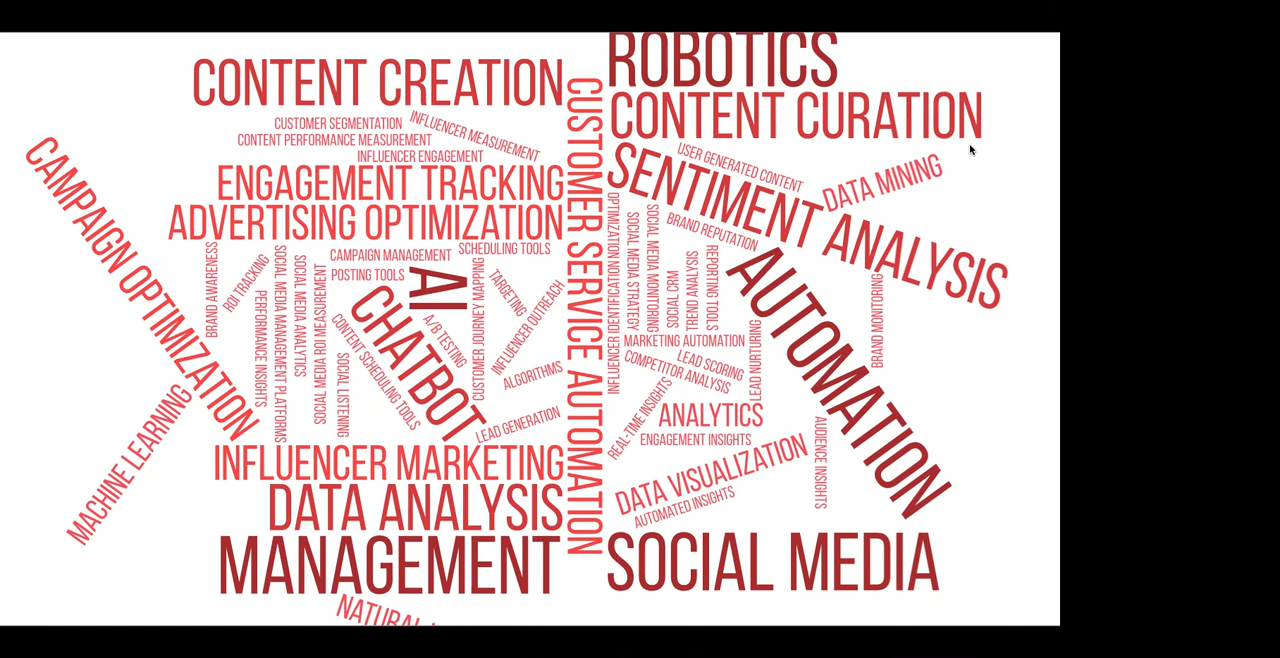 ROBOTICS
CONTENT CREATION
CONTENT CURATION
CUSTOMER SERVICE AUTOMATION
CUSTOMER SEGMENTATION
INFLUENCER MEASUREMENT
CONTENT PERFORMANCE MEASUREMENT
INFLUENCER ENGAGEMENT
ENGAGEMENT TRACKING
ADVERTISING OPTIMIZATION
CAMPAIGN OPTIMIZATION
MACHINE LEARNING
SENTIMENT ANALYSIS
USER GENERATED CONTENT
DATA MINING
BRAND AWARENESS
ROI TRACKING
PERFORMANCE INSIGHTS
SOCIAL MEDIA MANAGEMENT PLATFORMS
SOCIAL MEDIA ANALYTICS
SOCIAL MEDIA ROI MEASUREMENT
SOCIAL LISTENING
CAMPAIGN MANAGEMENT
SCHEDULING TOOLS
POSTING TOOLS
AI
CHATBOT
CONTENT SCHEDULING TOOLS
A/B TESTING
CUSTOMER JOURNEY MAPPING
TARGETING
INFLUENCER OUTREACH
ALGORITHMS
LEAD GENERATION
INFLUENCER IDENTIFICATION
OPTIMIZATION
SOCIAL MEDIA STRATEGY
SOCIAL MEDIA MONITORING
BRAND REPUTATION
SOCIAL CRM
TREND ANALYSIS
REPORTING TOOLS
AUTOMATION
BRAND MONITORING
MARKETING AUTOMATION
LEAD SCORING
COMPETITOR ANALYSIS
LEAD NURTURING
REAL-TIME INSIGHTS
ANALYTICS
ENGAGEMENT INSIGHTS
DATA VISUALIZATION
AUTOMATED INSIGHTS
AUDIENCE INSIGHTS
INFLUENCER MARKETING
DATA ANALYSIS
MANAGEMENT
SOCIAL MEDIA
NATURAL